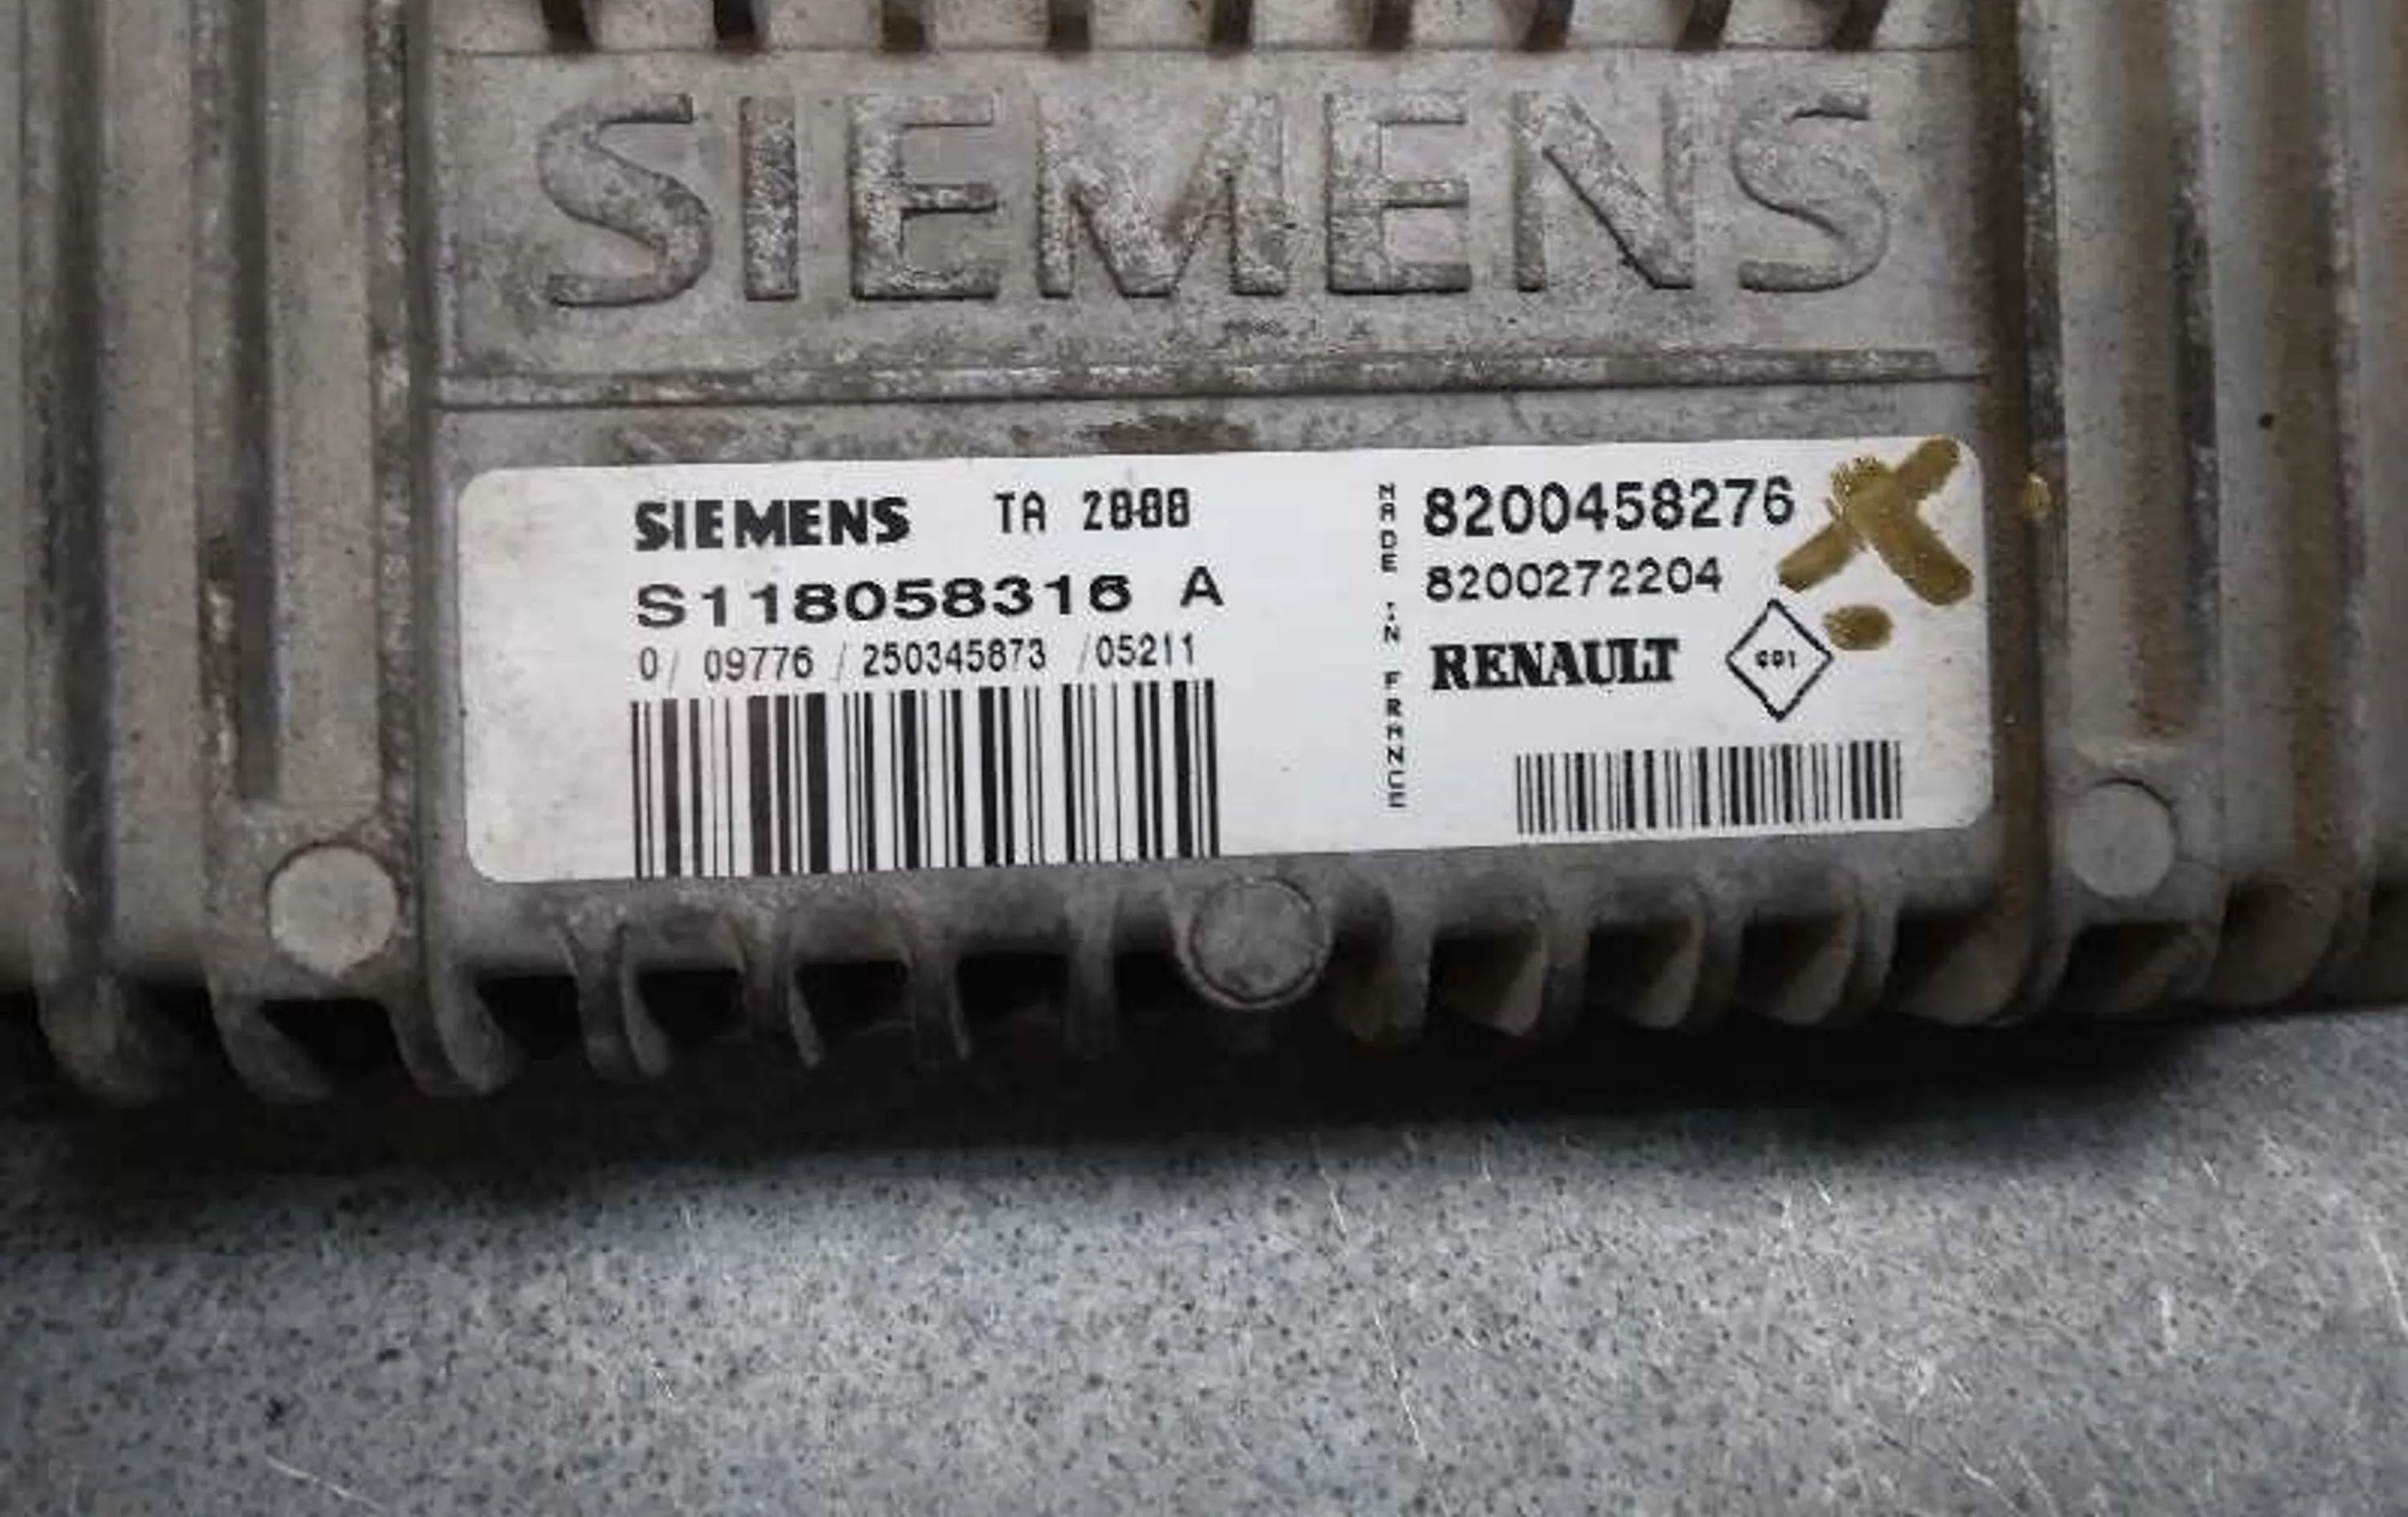 SIEMENS
SIEMENS TA 2000
S118058316 A
0/ 09776 / 250345873 /05211
MADE IN FRANCE
8200458276
8200272204
RENAULT